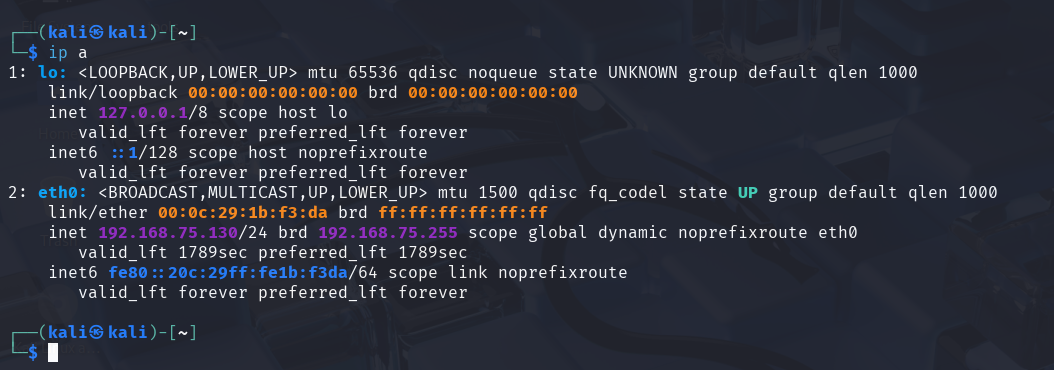 ┌──(kali㉿kali)-[~]
└─$ ip a
1: lo: <LOOPBACK,UP,LOWER_UP> mtu 65536 qdisc noqueue state UNKNOWN group default qlen 1000
    link/loopback 00:00:00:00:00:00 brd 00:00:00:00:00:00
    inet 127.0.0.1/8 scope host lo
       valid_lft forever preferred_lft forever
    inet6 ::1/128 scope host noprefixroute
       valid_lft forever preferred_lft forever
2: eth0: <BROADCAST,MULTICAST,UP,LOWER_UP> mtu 1500 qdisc fq_codel state UP group default qlen 1000
    link/ether 00:0c:29:1b:f3:da brd ff:ff:ff:ff:ff:ff
    inet 192.168.75.130/24 brd 192.168.75.255 scope global dynamic noprefixroute eth0
       valid_lft 1789sec preferred_lft 1789sec
    inet6 fe80::20c:29ff:fe1b:f3da/64 scope link noprefixroute
       valid_lft forever preferred_lft forever

┌──(kali㉿kali)-[~]
└─$